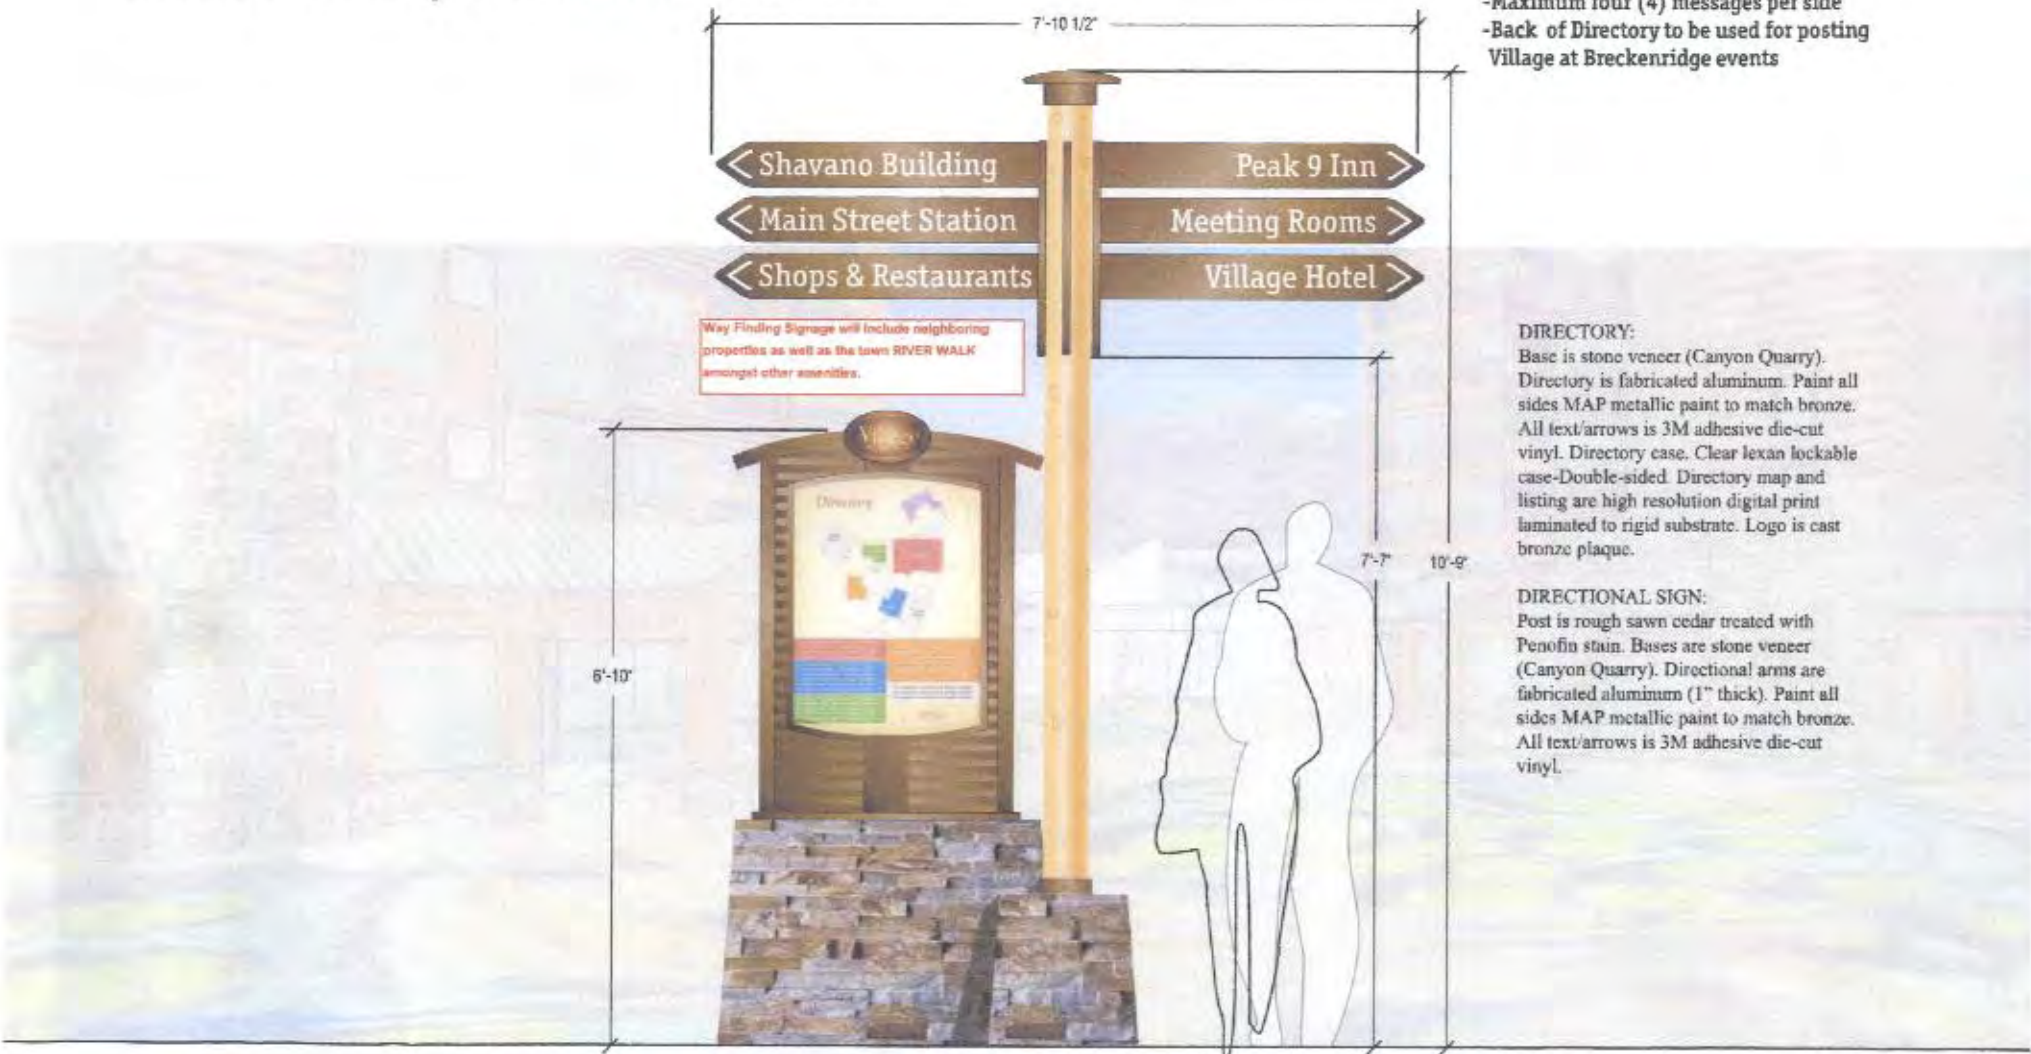 7'-10 1/2"
-Maximum four (4) messages per side
-Back of Directory to be used for posting
Village at Breckenridge events
Shavano Building
Peak 9 Inn
Main Street Station
Meeting Rooms
Shops & Restaurants
Village Hotel
Way Finding Signage will include neighboring
properties as well as the town RIVER WALK
amongst other amenities.
Village
Directory
6'-10"
7'-7"
10'-9"
DIRECTORY:
Base is stone veneer (Canyon Quarry).
Directory is fabricated aluminum. Paint all
sides MAP metallic paint to match bronze.
All text/arrows is 3M adhesive die-cut
vinyl. Directory case. Clear lexan lockable
case-Double-sided. Directory map and
listing are high resolution digital print
laminated to rigid substrate. Logo is cast
bronze plaque.
DIRECTIONAL SIGN:
Post is rough sawn cedar treated with
Penofin stain. Bases are stone veneer
(Canyon Quarry). Directional arms are
fabricated aluminum (1" thick). Paint all
sides MAP metallic paint to match bronze.
All text/arrows is 3M adhesive die-cut
vinyl.